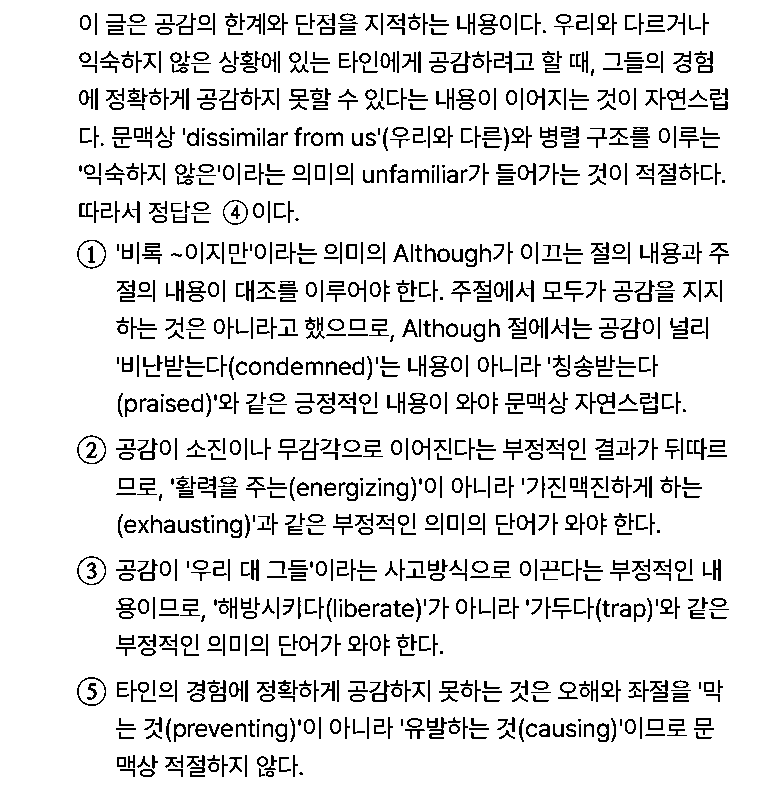 이 글은 공감의 한계와 단점을 지적하는 내용이다. 우리와 다르거나
익숙하지 않은 상황에 있는 타인에게 공감하려고 할 때, 그들의 경험
에 정확하게 공감하지 못할 수 있다는 내용이 이어지는 것이 자연스럽
다. 문맥상 'dissimilar from us'(우리와 다른)와 병렬 구조를 이루는
'익숙하지 않은'이라는 의미의 unfamiliar가 들어가는 것이 적절하다.
따라서 정답은 ④이다.
① '비록 ~이지만'이라는 의미의 Although가 이끄는 절의 내용과 주
절의 내용이 대조를 이루어야 한다. 주절에서 모두가 공감을 지지
하는 것은 아니라고 했으므로, Although 절에서는 공감이 널리
'비난받는다(condemned)'는 내용이 아니라 '칭송받는다
(praised)'와 같은 긍정적인 내용이 와야 문맥상 자연스럽다.
② 공감이 소진이나 무감각으로 이어진다는 부정적인 결과가 뒤따르
므로, '활력을 주는(energizing)'이 아니라 '기진맥진하게 하는
(exhausting)'과 같은 부정적인 의미의 단어가 와야 한다.
③ 공감이 '우리 대 그들'이라는 사고방식으로 이끈다는 부정적인 내
용이므로, '해방시키다(liberate)'가 아니라 '가두다(trap)'와 같은
부정적인 의미의 단어가 와야 한다.
⑤ 타인의 경험에 정확하게 공감하지 못하는 것은 오해와 좌절을 '막
는 것(preventing)'이 아니라 '유발하는 것(causing)'이므로 문
맥상 적절하지 않다.